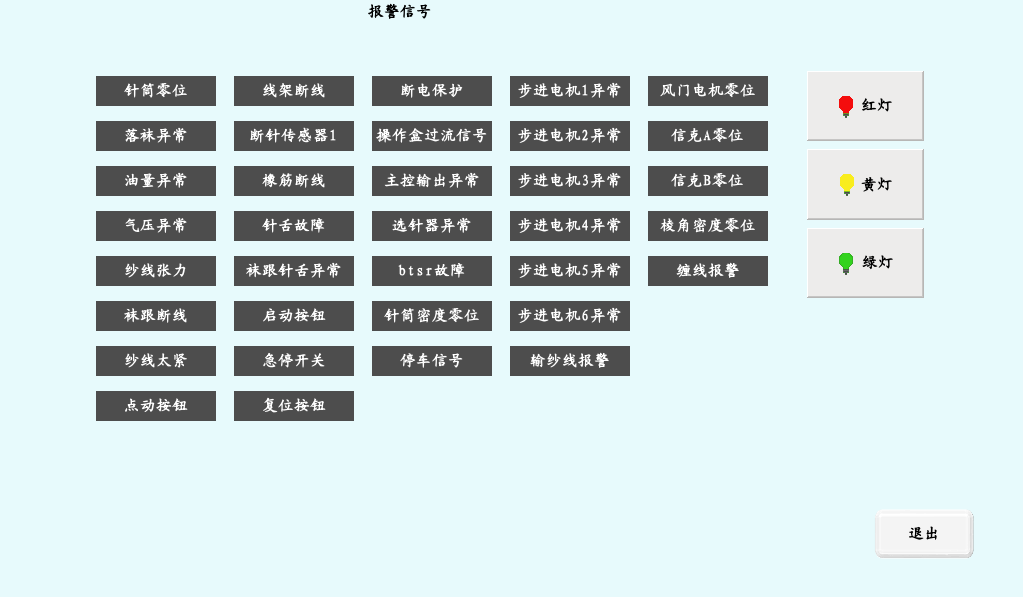 报警信号
针筒零位 线架断线 断电保护 步进电机1异常 风门电机零位
红灯
落袜异常 断针传感器1 操作盒过流信号 步进电机2异常 信克A零位
油量异常 橡筋断线 主控输出异常 步进电机3异常 信克B零位
黄灯
气压异常 针舌故障 选针器异常 步进电机4异常 棱角密度零位
纱线张力 袜跟针舌异常 btsr故障 步进电机5异常 缠线报警
绿灯
袜跟断线 启动按钮 针筒密度零位 步进电机6异常
纱线太紧 急停开关 停车信号 输纱线报警
点动按钮 复位按钮
退出